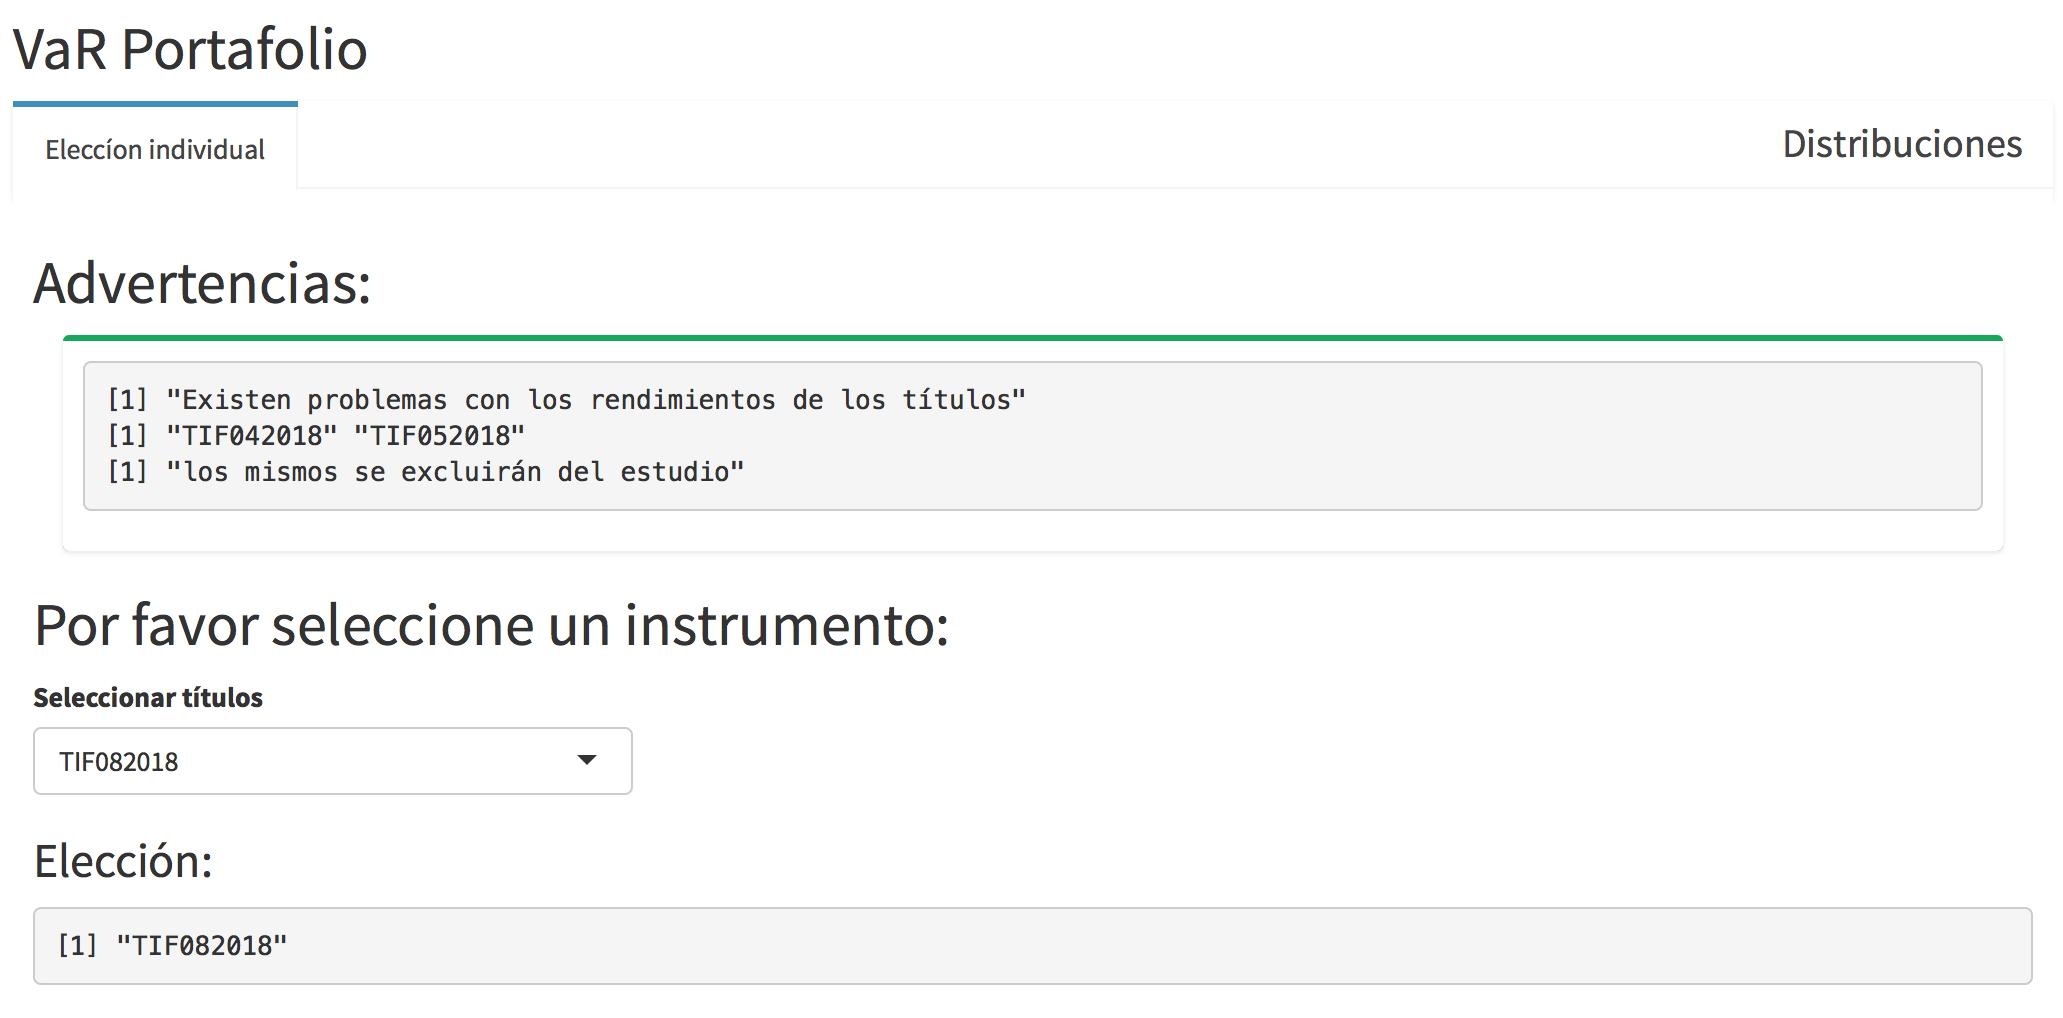 VaR Portafolio
Eleccíon individual
Distribuciones
Advertencias:
[1] "Existen problemas con los rendimientos de los títulos"
[1] "TIF042018" "TIF052018"
[1] "los mismos se excluirán del estudio"
Por favor seleccione un instrumento:
Seleccionar títulos
TIF082018
Elección:
[1] "TIF082018"